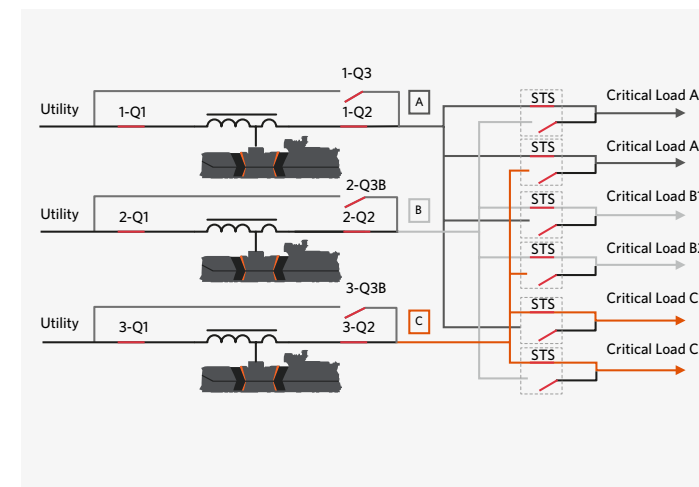 1-Q3
A
STS
Critical Load A
Utility
1-Q1
1-Q2
STS
Critical Load A
2-Q3B
STS
Critical Load B1
Utility
2-Q1
2-Q2
B
STS
Critical Load B2
3-Q3B
STS
Critical Load C
Utility
3-Q1
3-Q2
C
STS
Critical Load C